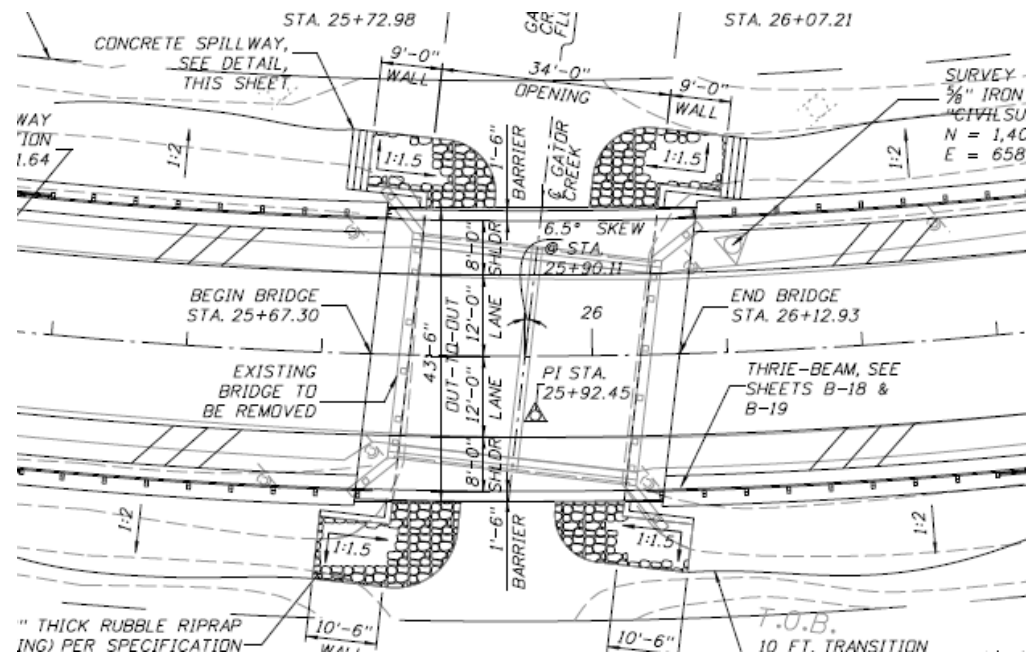 STA. 25+72.98
STA. 26+07.21
CONCRETE SPILLWAY,
SEE DETAIL,
THIS SHEET
9'-0"
WALL
34'-0"
OPENING
9'-0"
WALL
SURVEY
5/8" IRON
N = 1,40
E = 658
WAY
1.64
1:2
1:1.5
1'-6"
BARRIER
℄ GATOR
CREEK
1:1.5
1:2
8'-0"
SHLDR
6.5° SKEW
@ STA.
25+90.11
BEGIN BRIDGE
STA. 25+67.30
43'-6"
OUT-TO-OUT
12'-0"
LANE
26
END BRIDGE
STA. 26+12.93
EXISTING
BRIDGE TO
BE REMOVED
12'-0"
LANE
PI STA.
25+92.45
THRIE-BEAM, SEE
SHEETS B-18 &
B-19
8'-0"
SHLDR
1:2
1:1.5
1'-6"
BARRIER
1:1.5
1:2
" THICK RUBBLE RIPRAP
ING) PER SPECIFICATION
10'-6"
WALL
10'-6"
T.O.B.
10 FT. TRANSITION